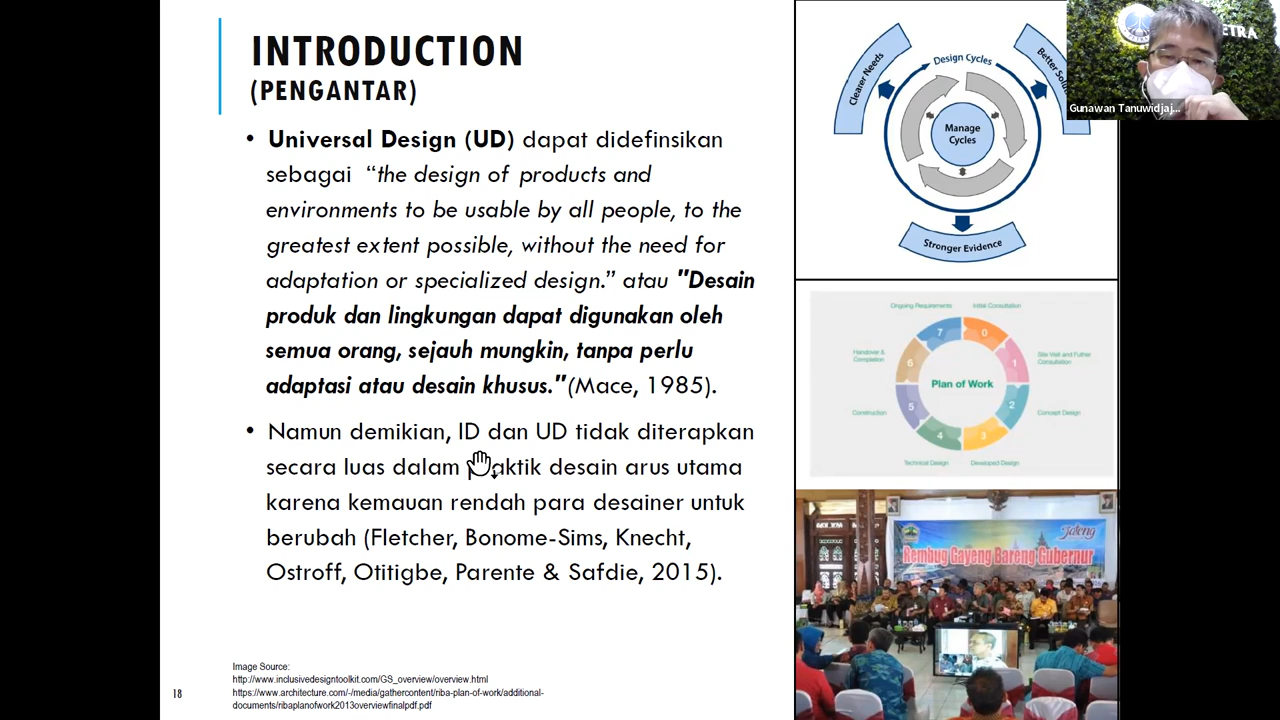 INTRODUCTION
(PENGANTAR)
• Universal Design (UD) dapat didefinsikan
sebagai “the design of products and
environments to be usable by all people, to the
greatest extent possible, without the need for
adaptation or specialized design.” atau "Desain
produk dan lingkungan dapat digunakan oleh
semua orang, sejauh mungkin, tanpa perlu
adaptasi atau desain khusus."(Mace, 1985).
• Namun demikian, ID dan UD tidak diterapkan
secara luas dalam praktik desain arus utama
karena kemauan rendah para desainer untuk
berubah (Fletcher, Bonome-Sims, Knecht,
Ostroff, Otitigbe, Parente & Safdie, 2015).
Image Source:
http://www.inclusivedesigntoolkit.com/GS_overview/overview.html
https://www.architecture.com/-/media/gathercontent/riba-plan-of-work/additional-
documents/ribaplanofwork2013overviewfinalpdf.pdf
18
Clearer Needs
Design Cycles
Better
Manage
Cycles
Stronger Evidence
Ongoing Requirements
Initial Consultation
7
0
Handover &
Completion
6
1
Site Visit and Futher
Consultation
Plan of Work
Construction
5
2
Concept Design
4
3
Technical Design
Developed Design
Jateng
Rembug Gayeng Bareng Gubernur
ETRA
Gunawan Tanuwidjaj...